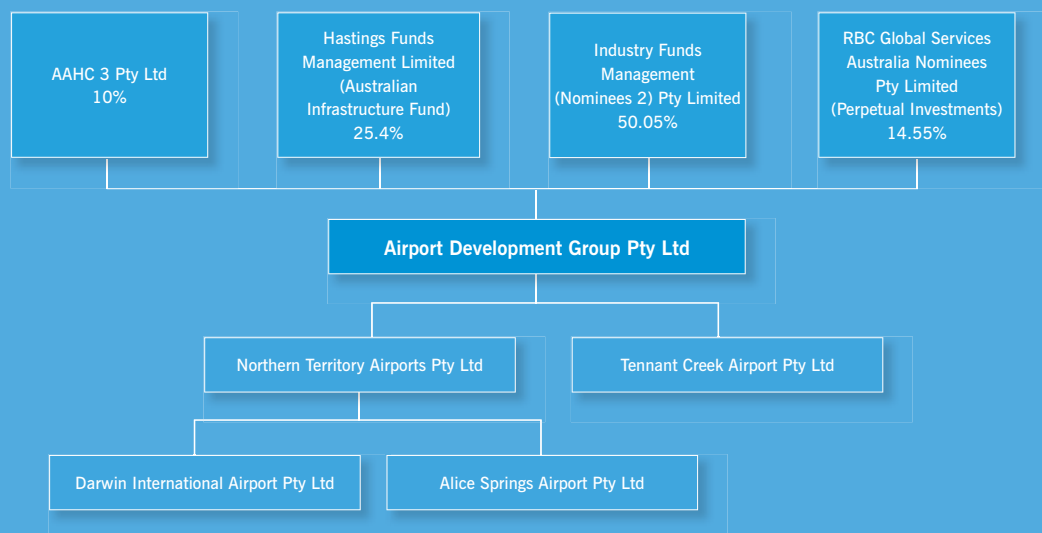 AAHC 3 Pty Ltd
10%
Hastings Funds
Management Limited
(Australian
Infrastructure Fund)
25.4%
Industry Funds
Management
(Nominees 2) Pty Limited
50.05%
RBC Global Services
Australia Nominees
Pty Limited
(Perpetual Investments)
14.55%
Airport Development Group Pty Ltd
Northern Territory Airports Pty Ltd
Tennant Creek Airport Pty Ltd
Darwin International Airport Pty Ltd
Alice Springs Airport Pty Ltd